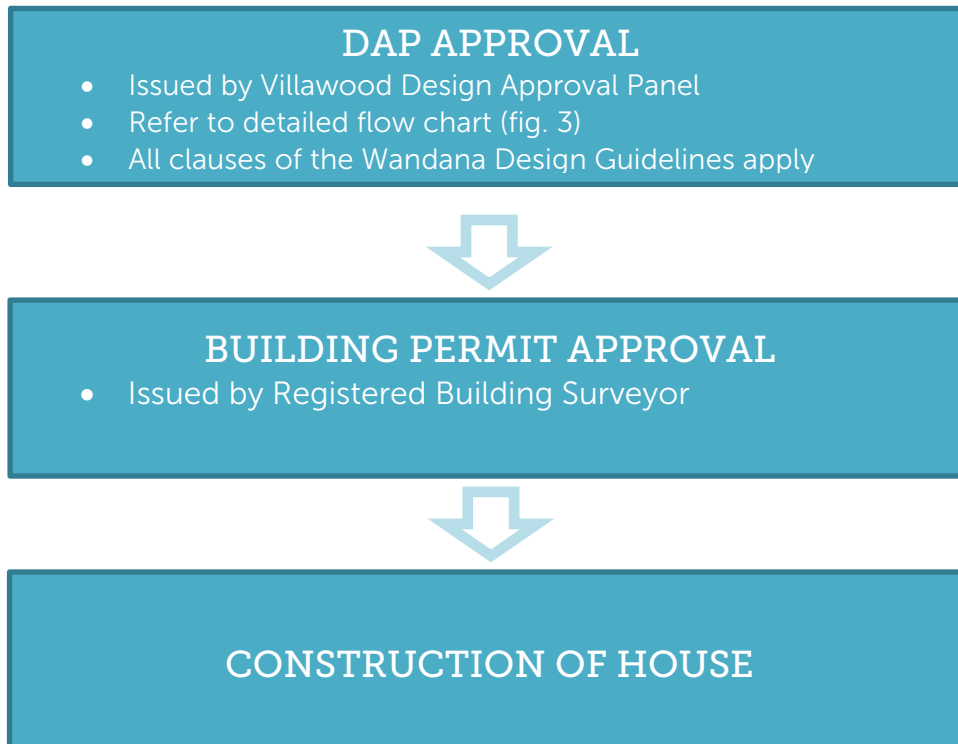 DAP APPROVAL
• Issued by Villawood Design Approval Panel
• Refer to detailed flow chart (fig. 3)
• All clauses of the Wandana Design Guidelines apply
BUILDING PERMIT APPROVAL
• Issued by Registered Building Surveyor
CONSTRUCTION OF HOUSE